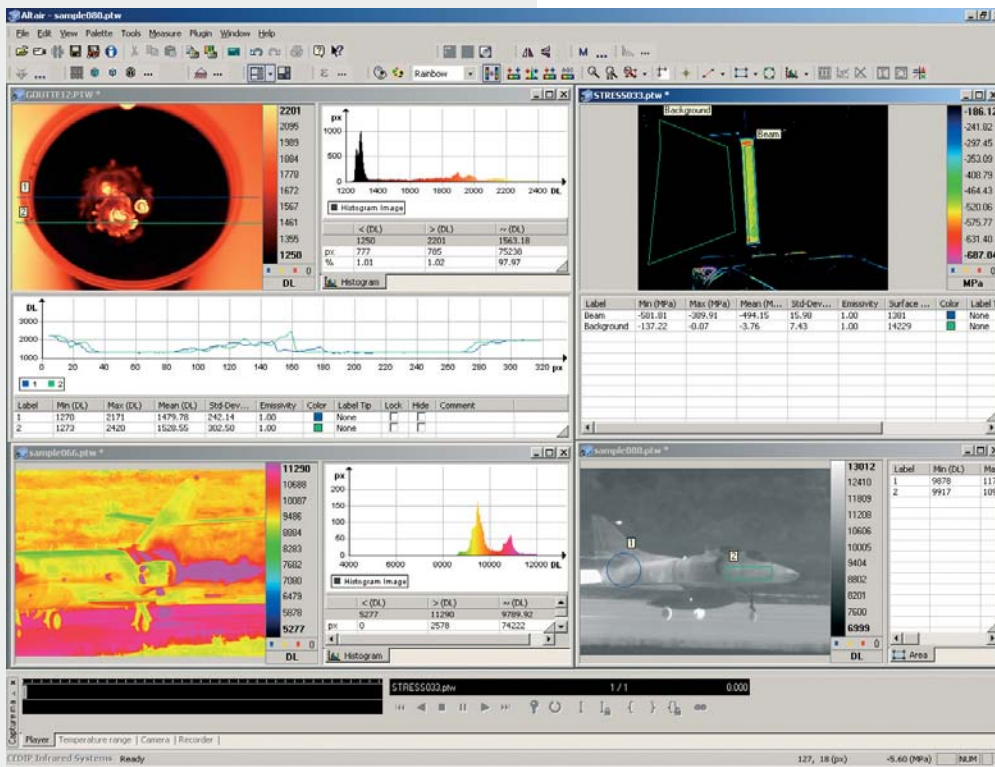 Altair - sample080.ptw
File Edit View Palette Tools Measure Plugin Window Help
M ... Rainbow
GOUTTE12.PTW *
2201
2095
1989
1884
1778
1672
1567
1461
1355
1250
DL
1
2
px
1000
500
0
1200 1400 1600 1800 2000 2200 2400 DL
Histogram Image
< (DL) > (DL) ~ (DL)
1250 2201 1563.18
px 777 785 75238
% 1.01 1.02 97.97
Histogram
DL
3000
2000
1000
0 20 40 60 80 100 120 140 160 180 200 220 240 260 280 300 320 px
1 2
Label Min (DL) Max (DL) Mean (DL) Std-Dev... Emissivity Color Label Tip Lock Hide Comment
1 1270 2171 1479.78 242.14 1.00 None
2 1273 2420 1528.55 302.50 1.00 None
STRESS033.ptw *
Background
Beam
-186.12
-241.82
-297.45
-353.09
-408.79
-464.43
-520.06
-575.77
-631.40
-687.04
MPa
Label Min (MPa) Max (MPa) Mean (M... Std-Dev... Emissivity Surface ... Color Label T
Beam -581.81 -389.91 -494.15 15.98 1.00 1381 None
Background -137.22 -0.07 -3.76 7.43 1.00 14229 None
sample066.ptw *
11290
10688
10087
9486
8884
8283
7682
7080
6479
5878
5277
DL
px
200
150
100
50
0
4000 6000 8000 10000 12000 DL
Histogram Image
< (DL) > (DL) ~ (DL)
5277 11290 9789.92
px 0 2578 74222
Histogram
sample080.ptw *
1
2
13012
12410
11809
11208
10606
10005
9404
8802
8201
7600
6999
DL
Label Min (DL) Ma
1 9878 117
2 9917 109
Area
STRESS033.ptw 1 / 1 0.000
Player Temperature range Camera Recorder
CEDIP Infrared Systems Ready 127, 18 (px) -5.60 (MPa) NUM